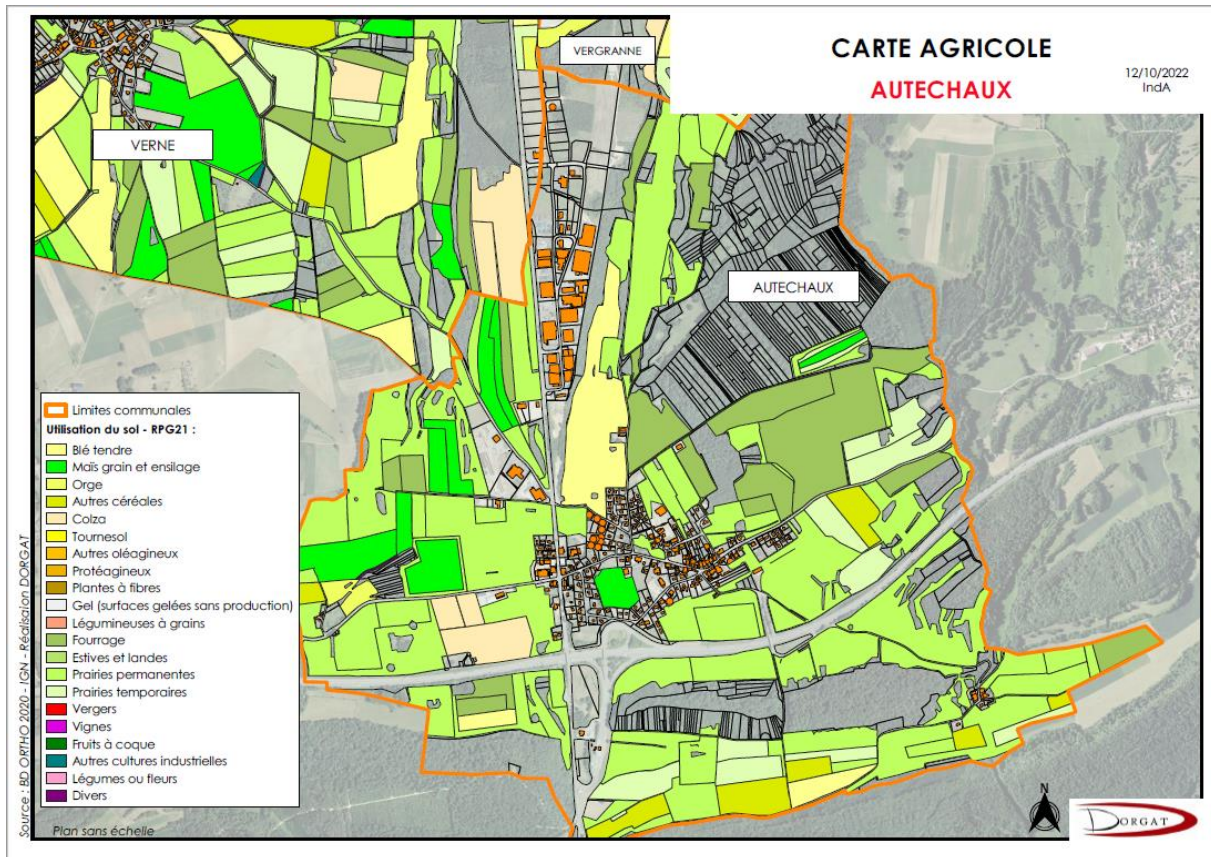 CARTE AGRICOLE
AUTECHAUX
12/10/2022
IndA
VERGRANNE
VERNE
AUTECHAUX
Limites communales
Utilisation du sol - RPG21 :
Blé tendre
Maïs grain et ensilage
Orge
Autres céréales
Colza
Tournesol
Autres oléagineux
Protéagineux
Plantes à fibres
Gel (surfaces gelées sans production)
Légumineuses à grains
Fourrage
Estives et landes
Prairies permanentes
Prairies temporaires
Vergers
Vignes
Fruits à coque
Autres cultures industrielles
Légumes ou fleurs
Divers
Source : BD ORTHO 2020 - IGN - Réalisaion DORGAT
Plan sans échelle
N
DORGAT